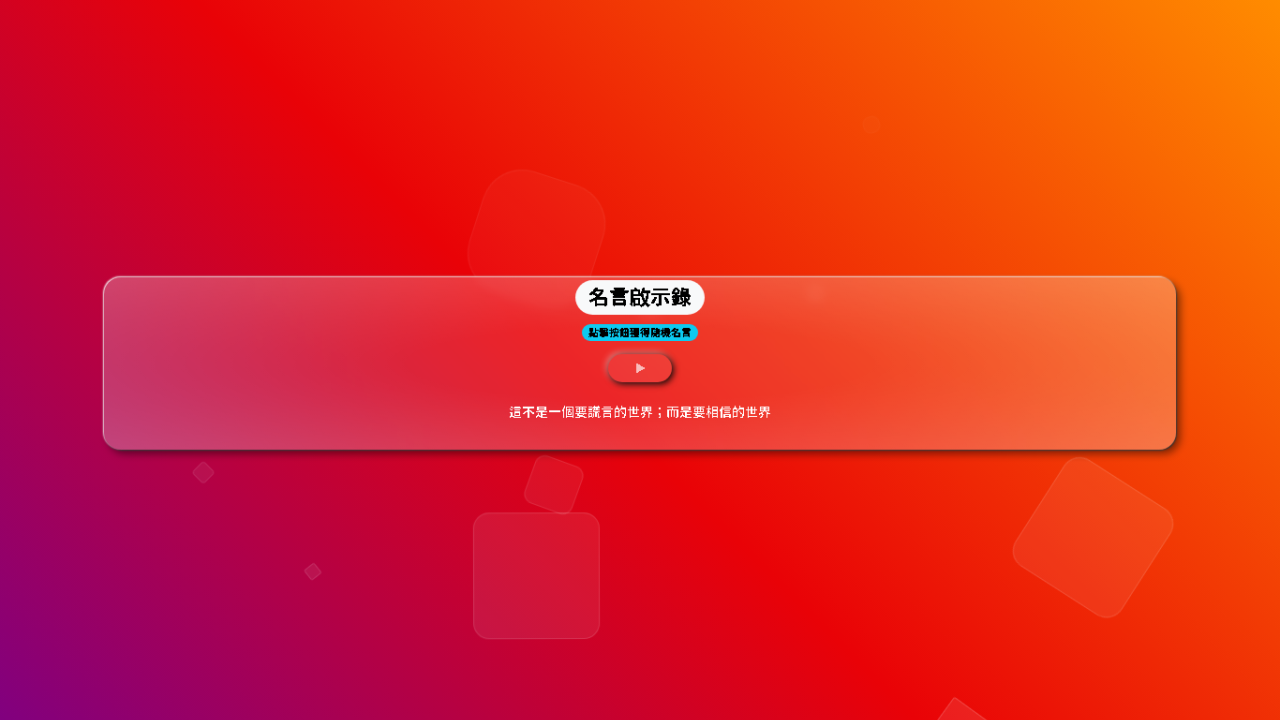 名言啟示錄
點擊按鈕獲得隨機名言
這不是一個要謊言的世界；而是要相信的世界